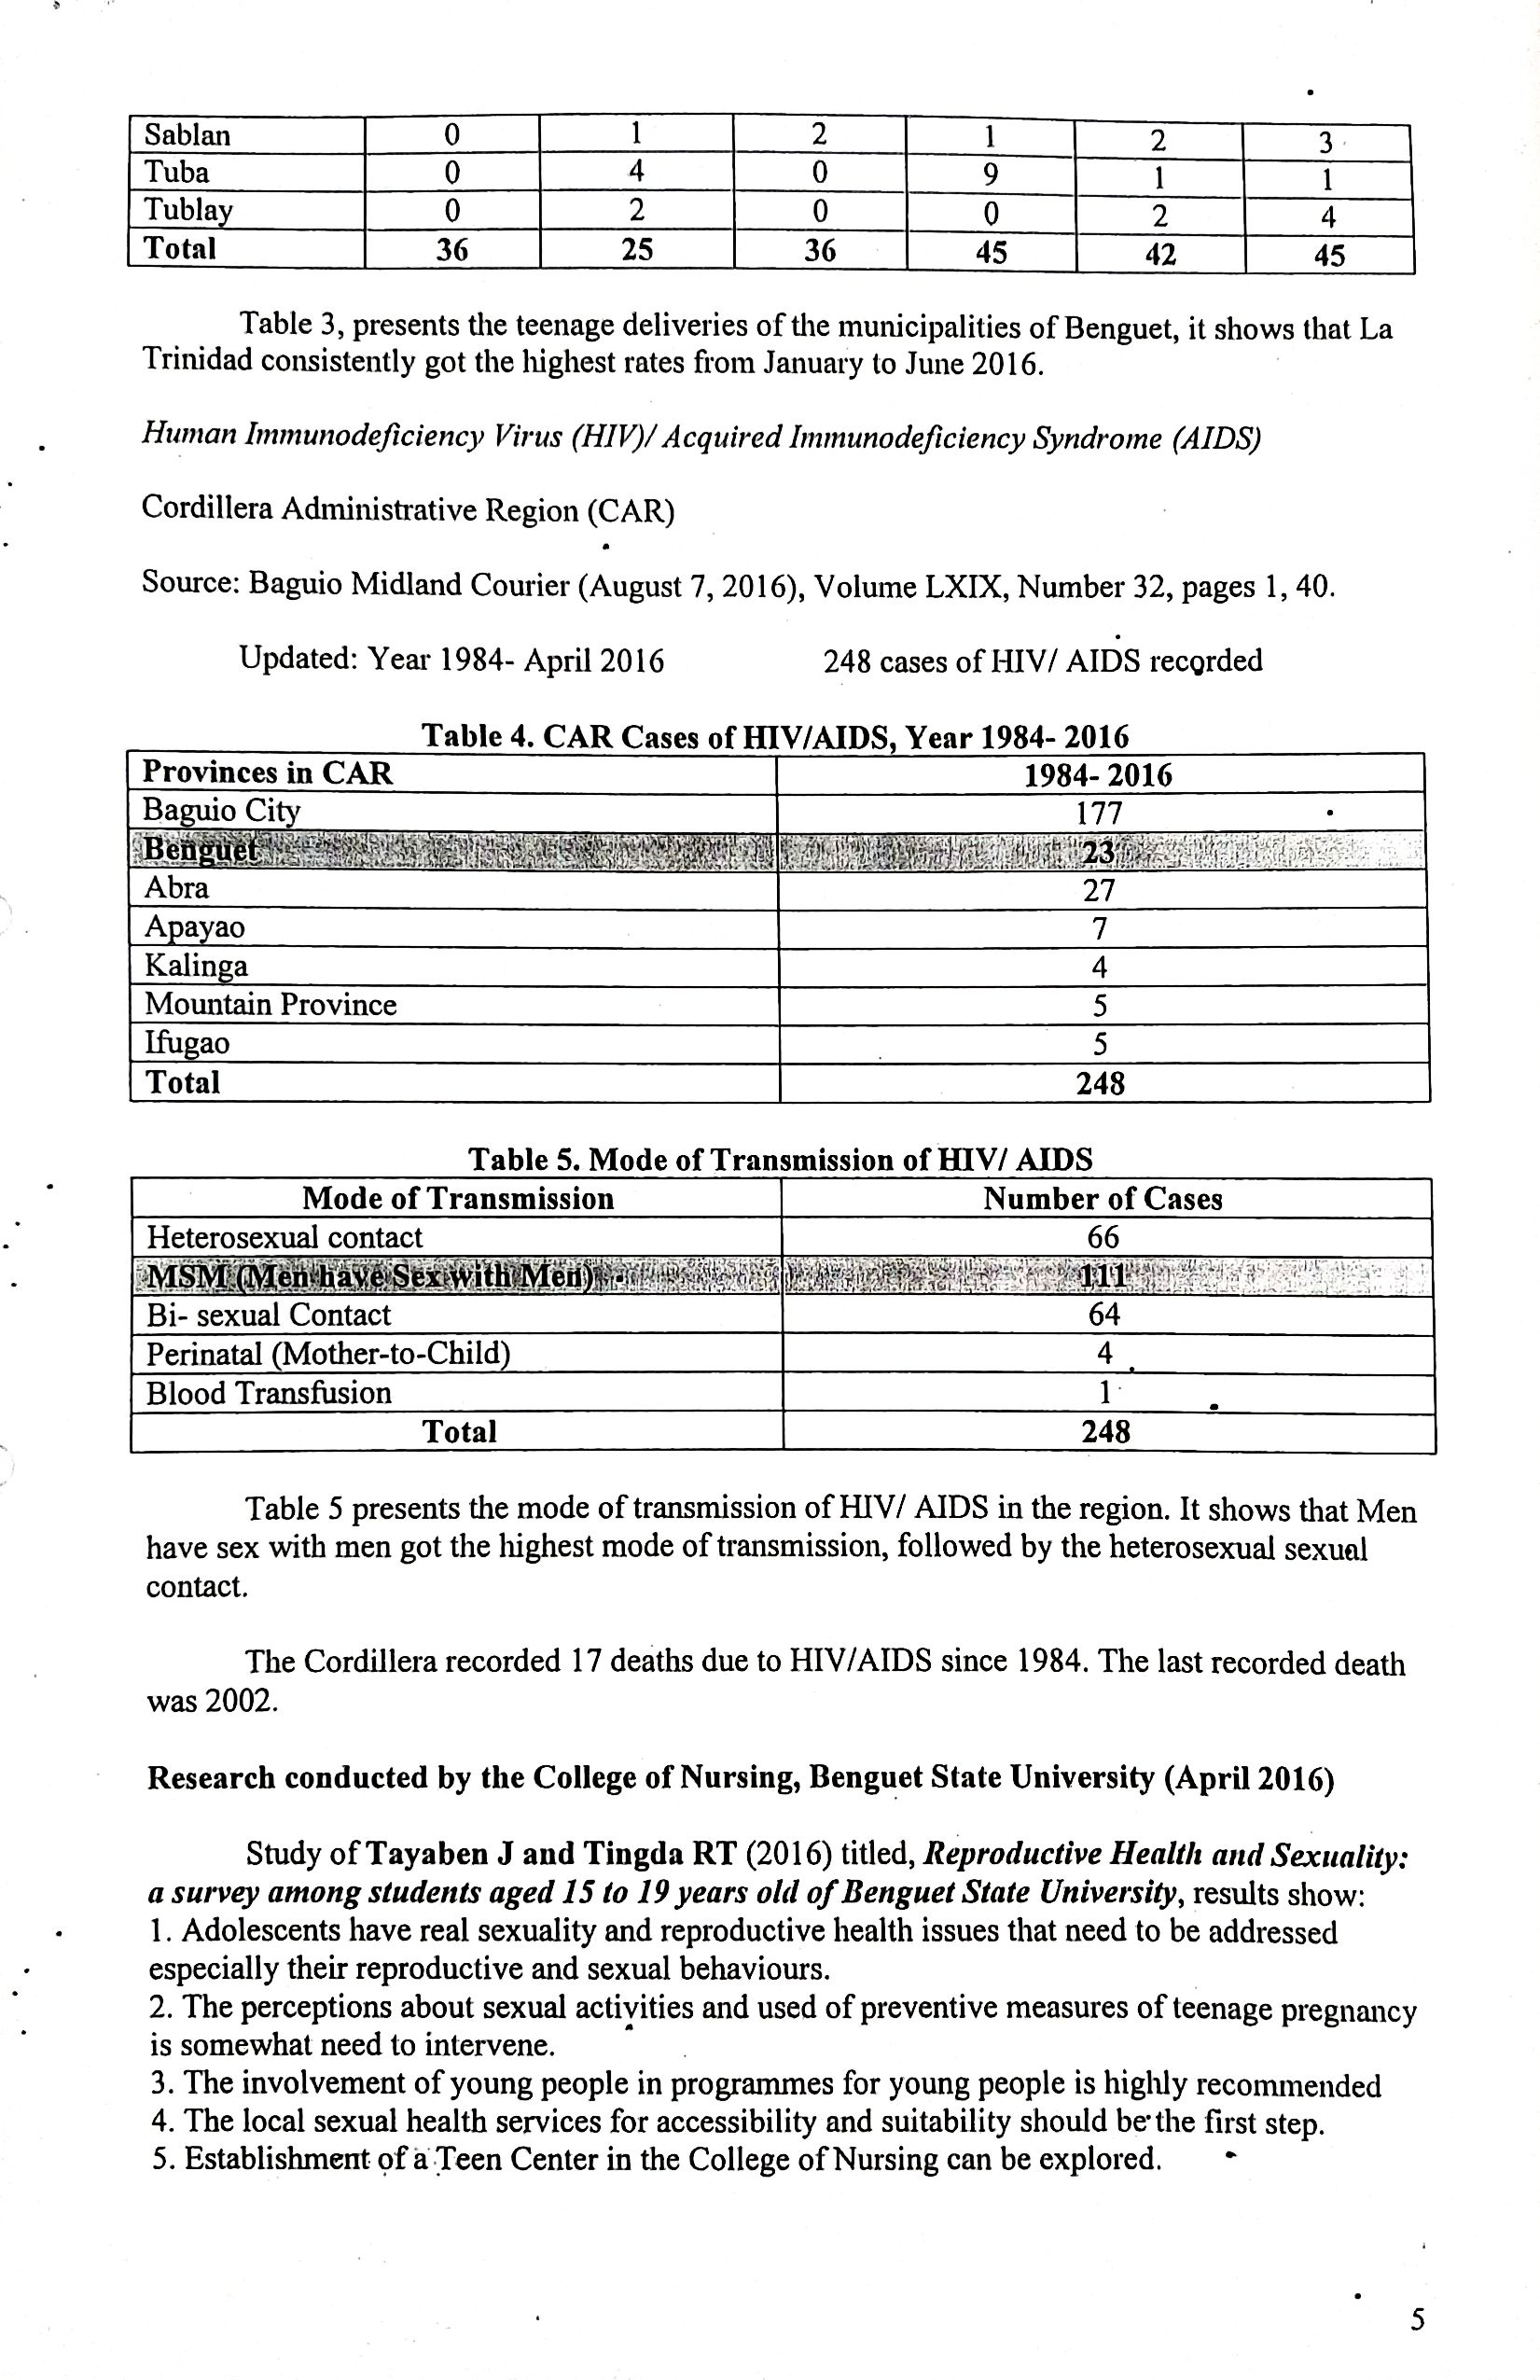 Sablan 0 1 2 1 2 3
Tuba 0 4 0 9 1 1
Tublay 0 2 0 0 2 4
Total 36 25 36 45 42 45
Table 3, presents the teenage deliveries of the municipalities of Benguet, it shows that La
Trinidad consistently got the highest rates from January to June 2016.
Human Immunodeficiency Virus (HIV)/ Acquired Immunodeficiency Syndrome (AIDS)
Cordillera Administrative Region (CAR)
Source: Baguio Midland Courier (August 7, 2016), Volume LXIX, Number 32, pages 1, 40.
Updated: Year 1984- April 2016 248 cases of HIV/ AIDS recorded
Table 4. CAR Cases of HIV/AIDS, Year 1984- 2016
Provinces in CAR 1984- 2016
Baguio City 177
Benguet 23
Abra 27
Apayao 7
Kalinga 4
Mountain Province 5
Ifugao 5
Total 248
Table 5. Mode of Transmission of HIV/ AIDS
Mode of Transmission Number of Cases
Heterosexual contact 66
MSM (Men have Sex with Men) 111
Bi- sexual Contact 64
Perinatal (Mother-to-Child) 4
Blood Transfusion 1
Total 248
Table 5 presents the mode of transmission of HIV/ AIDS in the region. It shows that Men
have sex with men got the highest mode of transmission, followed by the heterosexual sexual
contact.
The Cordillera recorded 17 deaths due to HIV/AIDS since 1984. The last recorded death
was 2002.
Research conducted by the College of Nursing, Benguet State University (April 2016)
Study of Tayaben J and Tingda RT (2016) titled, Reproductive Health and Sexuality:
a survey among students aged 15 to 19 years old of Benguet State University, results show:
1. Adolescents have real sexuality and reproductive health issues that need to be addressed
especially their reproductive and sexual behaviours.
2. The perceptions about sexual activities and used of preventive measures of teenage pregnancy
is somewhat need to intervene.
3. The involvement of young people in programmes for young people is highly recommended
4. The local sexual health services for accessibility and suitability should be the first step.
5. Establishment of a Teen Center in the College of Nursing can be explored.
5